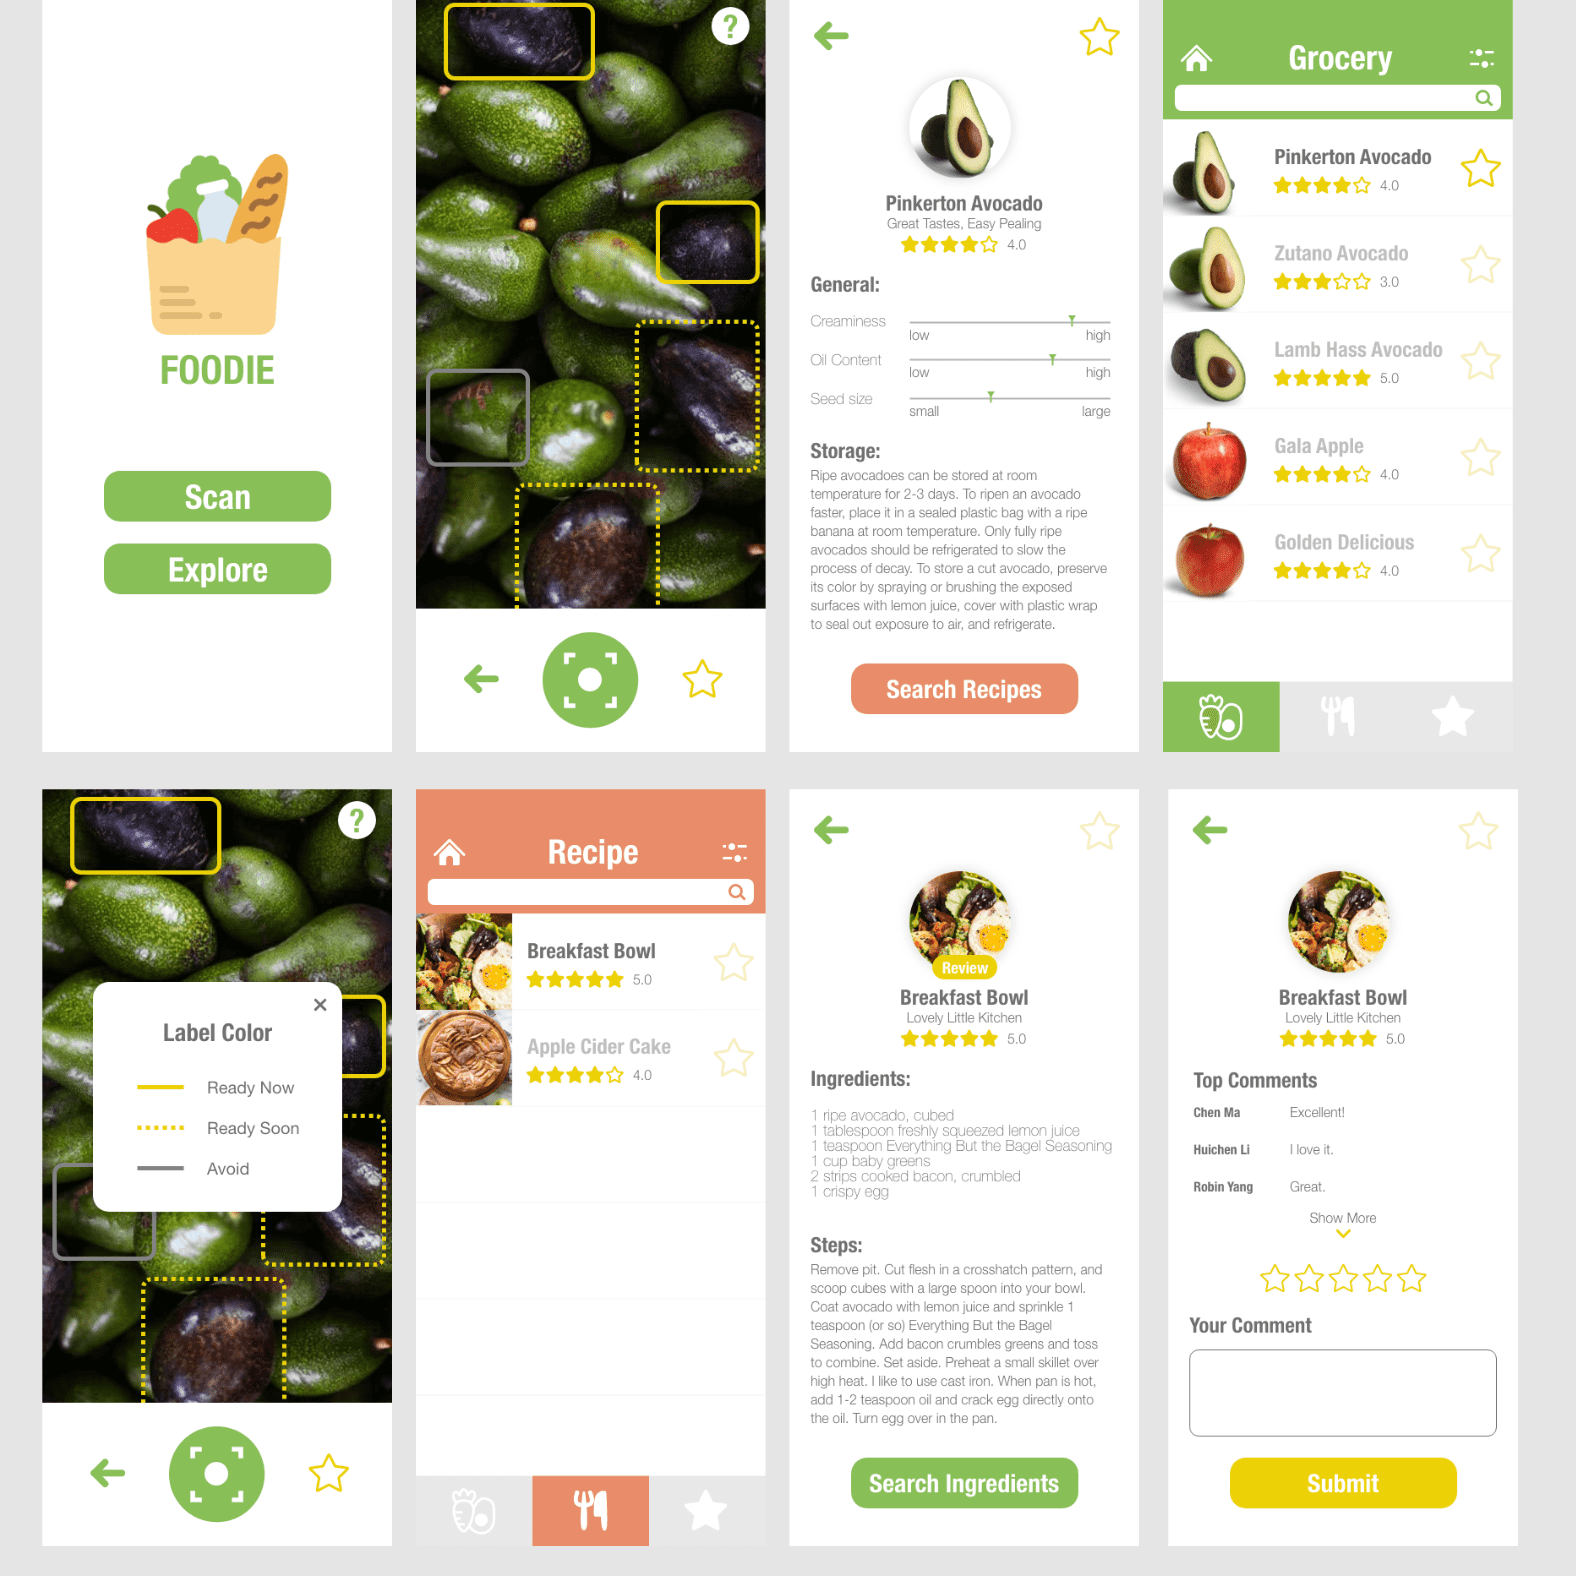 FOODIE
Scan
Explore
?
Pinkerton Avocado
Great Tastes, Easy Pealing
4.0
General:
Creaminess
low high
Oil Content
low high
Seed size
small large
Storage:
Ripe avocadoes can be stored at room
temperature for 2-3 days. To ripen an avocado
faster, place it in a sealed plastic bag with a ripe
banana at room temperature. Only fully ripe
avocados should be refrigerated to slow the
process of decay. To store a cut avocado, preserve
its color by spraying or brushing the exposed
surfaces with lemon juice, cover with plastic wrap
to seal out exposure to air, and refrigerate.
Search Recipes
Grocery
Pinkerton Avocado
4.0
Zutano Avocado
3.0
Lamb Hass Avocado
5.0
Gala Apple
4.0
Golden Delicious
4.0
?
Label Color
Ready Now
Ready Soon
Avoid
Recipe
Breakfast Bowl
5.0
Apple Cider Cake
4.0
Review
Breakfast Bowl
Lovely Little Kitchen
5.0
Ingredients:
1 ripe avocado, cubed
1 tablespoon freshly squeezed lemon juice
1 teaspoon Everything But the Bagel Seasoning
1 cup baby greens
2 strips cooked bacon, crumbled
1 crispy egg
Steps:
Remove pit. Cut flesh in a crosshatch pattern, and
scoop cubes with a large spoon into your bowl.
Coat avocado with lemon juice and sprinkle 1
teaspoon (or so) Everything But the Bagel
Seasoning. Add bacon crumbles greens and toss
to combine. Set aside. Preheat a small skillet over
high heat. I like to use cast iron. When pan is hot,
add 1-2 teaspoon oil and crack egg directly onto
the oil. Turn egg over in the pan.
Search Ingredients
Breakfast Bowl
Lovely Little Kitchen
5.0
Top Comments
Chen Ma Excellent!
Huichen Li I love it.
Robin Yang Great.
Show More
Your Comment
Submit